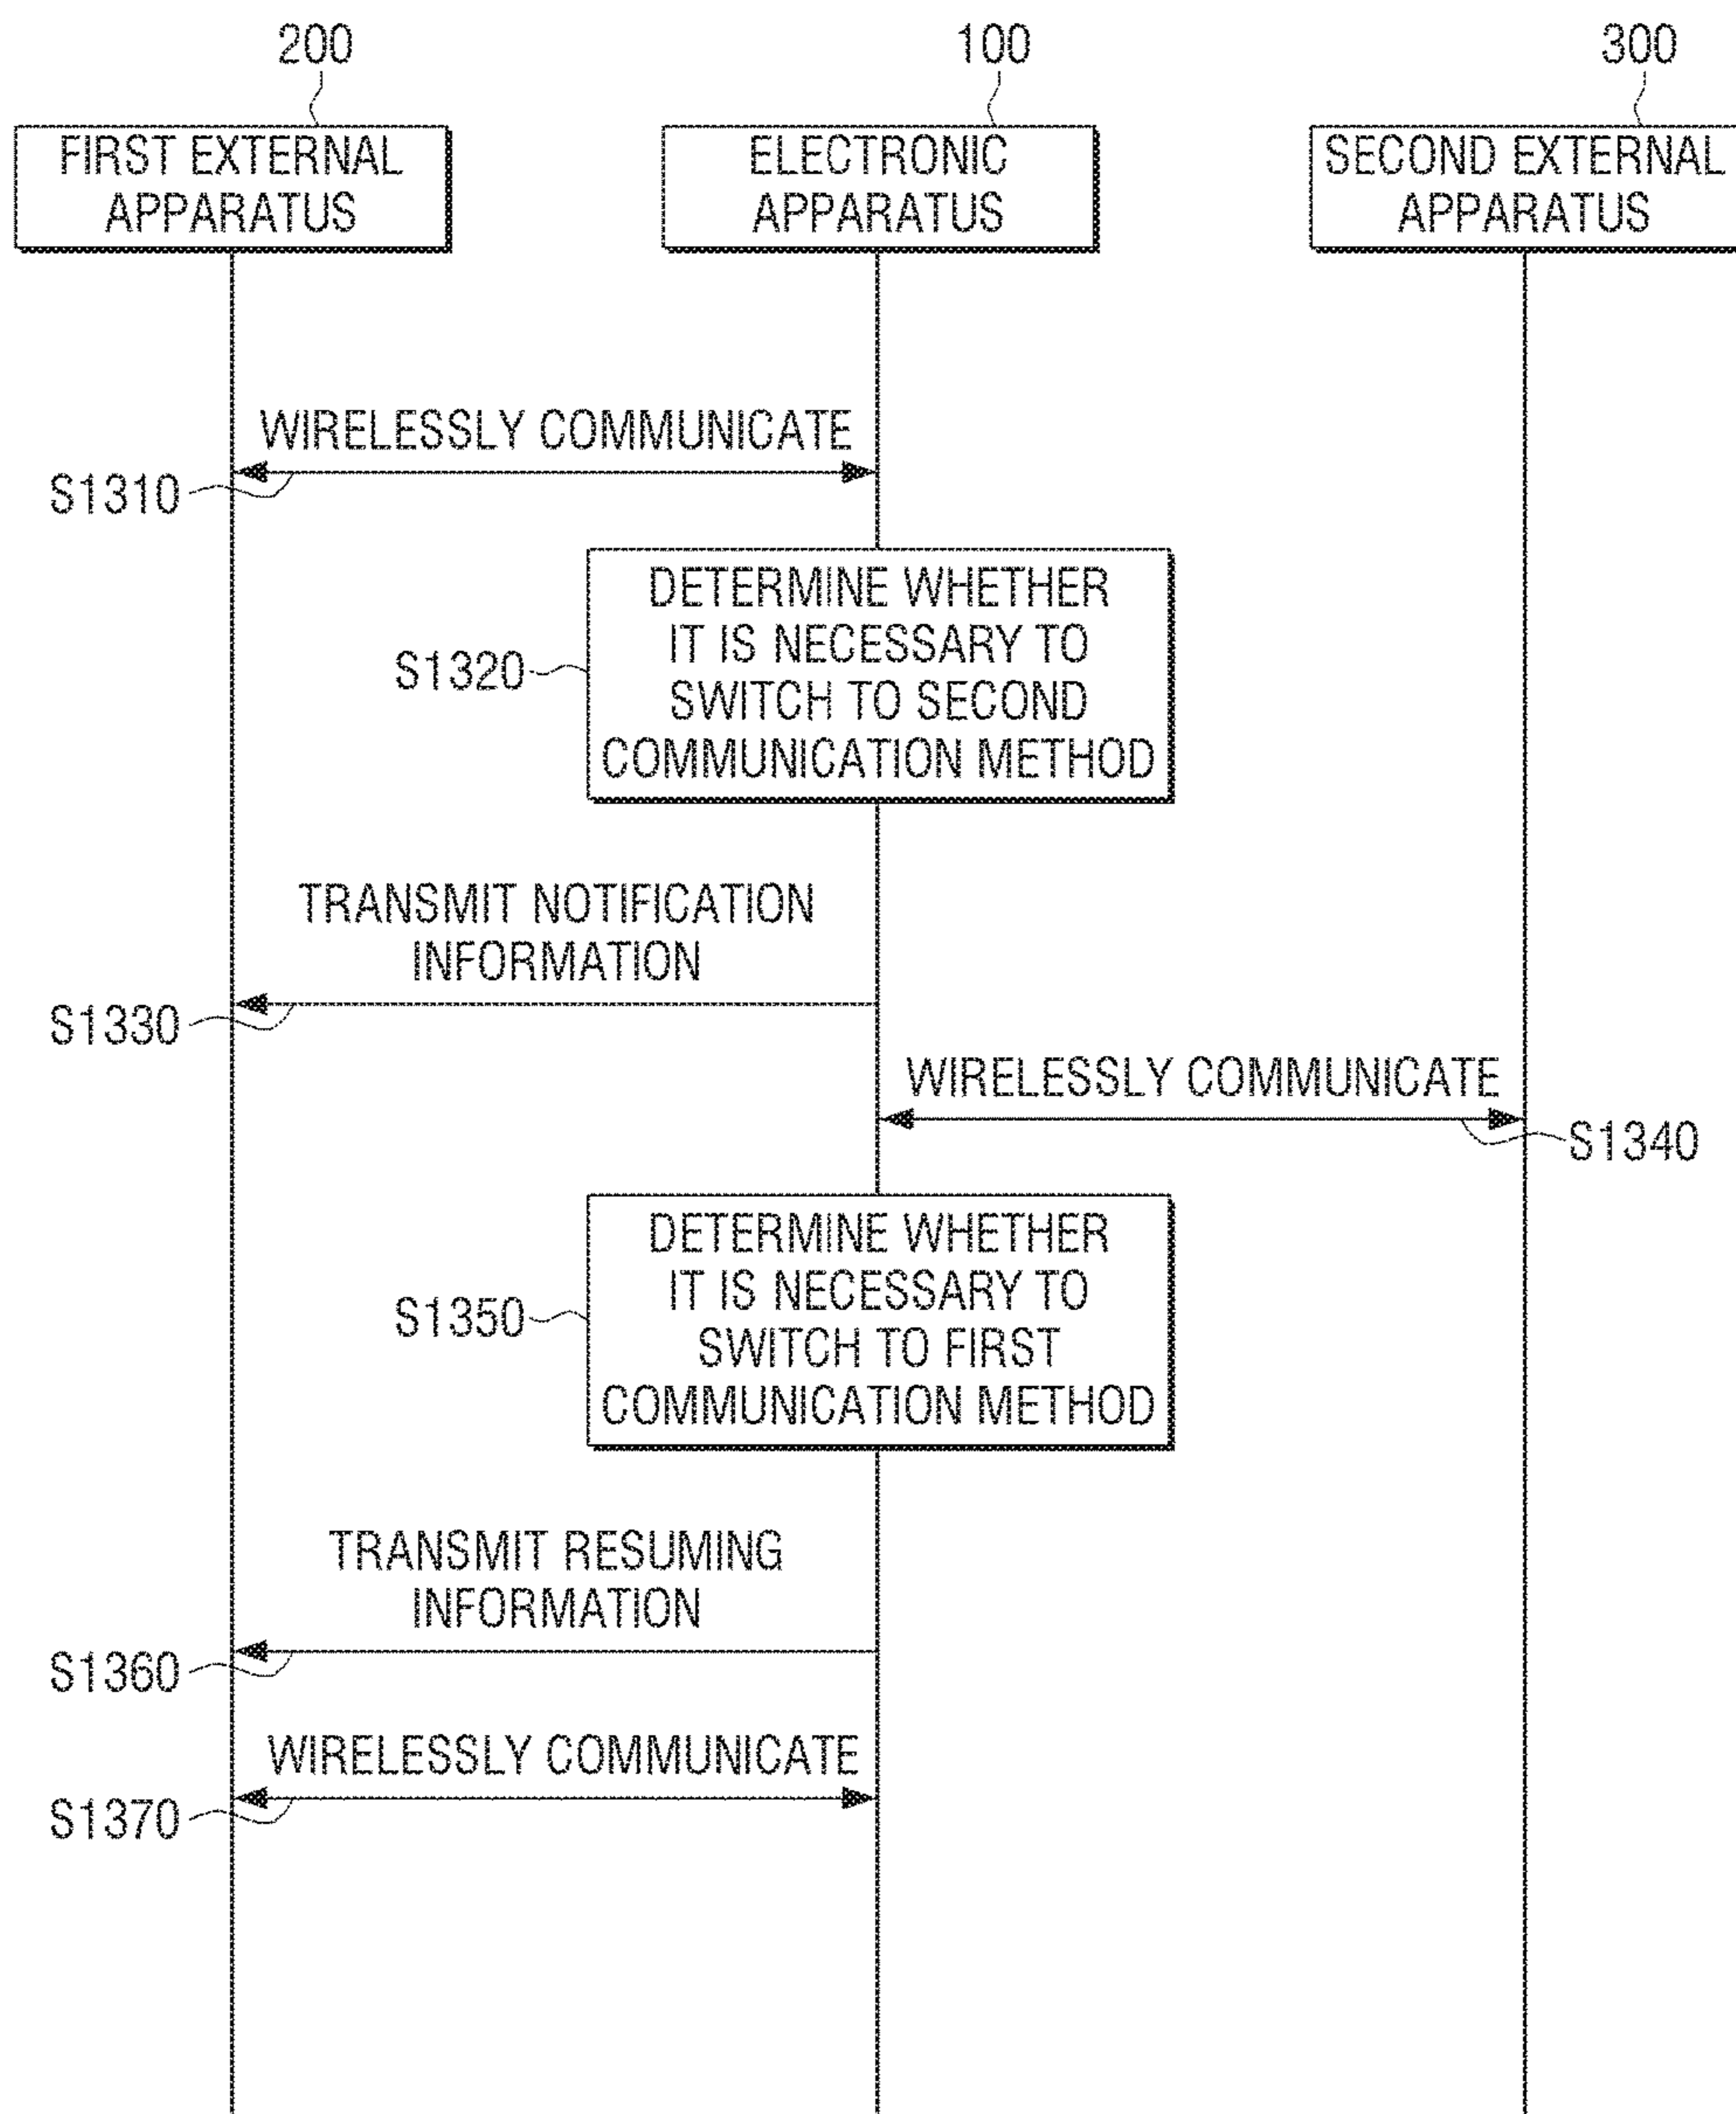 200
100
300
FIRST EXTERNAL
APPARATUS
ELECTRONIC
APPARATUS
SECOND EXTERNAL
APPARATUS
WIRELESSLY COMMUNICATE
S1310
DETERMINE WHETHER
IT IS NECESSARY TO
SWITCH TO SECOND
COMMUNICATION METHOD
S1320
TRANSMIT NOTIFICATION
INFORMATION
S1330
WIRELESSLY COMMUNICATE
S1340
DETERMINE WHETHER
IT IS NECESSARY TO
SWITCH TO FIRST
COMMUNICATION METHOD
S1350
TRANSMIT RESUMING
INFORMATION
S1360
WIRELESSLY COMMUNICATE
S1370